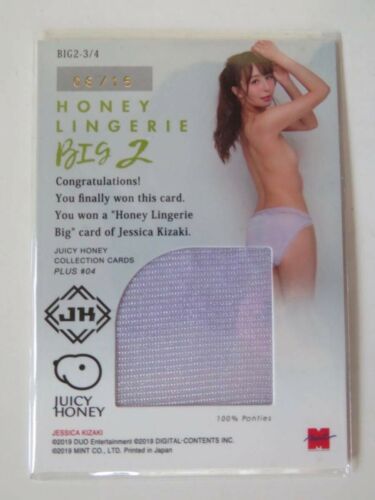 BIG2-3/4
HONEY
LINGERIE
BIG 2
Congratulations!
You finally won this card.
You won a "Honey Lingerie
Big" card of Jessica Kizaki.
JUICY HONEY
COLLECTION CARDS
PLUS #04
JH
JUICY
HONEY
100% Panties
JESSICA KIZAKI
©2019 DUO Entertainment ©2019 DIGITAL-CONTENTS INC.
©2019 MINT CO., LTD. Printed in Japan